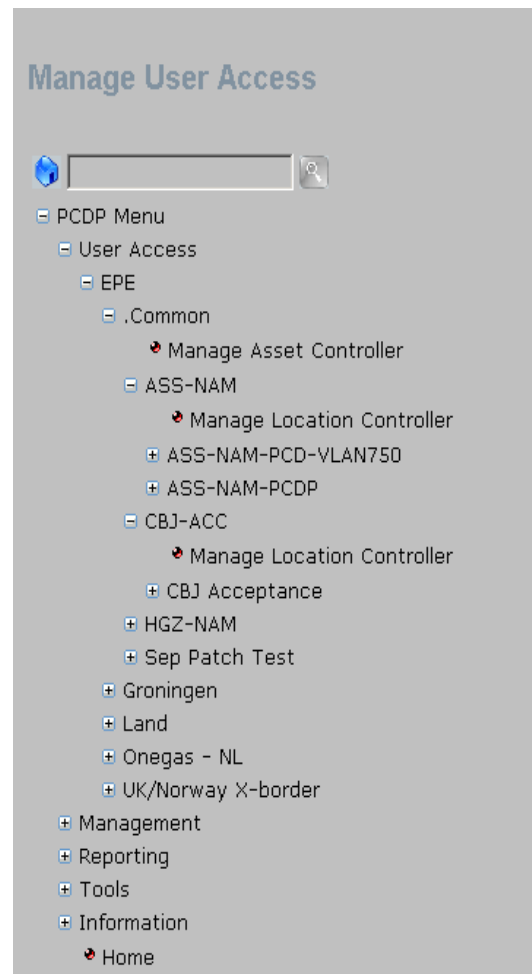 Manage User Access
PCDP Menu
User Access
EPE
.Common
Manage Asset Controller
ASS-NAM
Manage Location Controller
ASS-NAM-PCD-VLAN750
ASS-NAM-PCDP
CBJ-ACC
Manage Location Controller
CBJ Acceptance
HGZ-NAM
Sep Patch Test
Groningen
Land
Onegas - NL
UK/Norway X-border
Management
Reporting
Tools
Information
Home